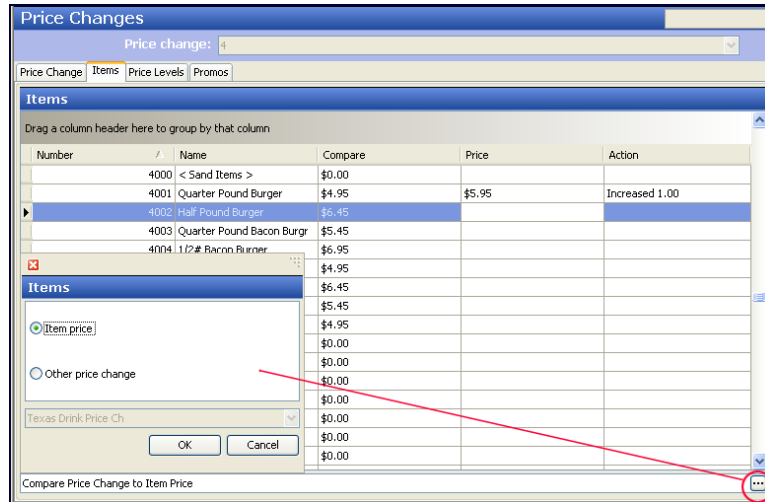 Price Changes
Price change: 4
Price Change Items Price Levels Promos
Items
Drag a column header here to group by that column
Number Name Compare Price Action
4000 < Sand Items > $0.00
4001 Quarter Pound Burger $4.95 $5.95 Increased 1.00
4002 Half Pound Burger $6.45
4003 Quarter Pound Bacon Burgr $5.45
4004 1/2# Bacon Burger $6.95
$4.95
Items
$6.45
$5.45
Item price
$4.95
$0.00
$0.00
Other price change
$0.00
$0.00
Texas Drink Price Ch
$0.00
OK Cancel
$0.00
$0.00
Compare Price Change to Item Price ...